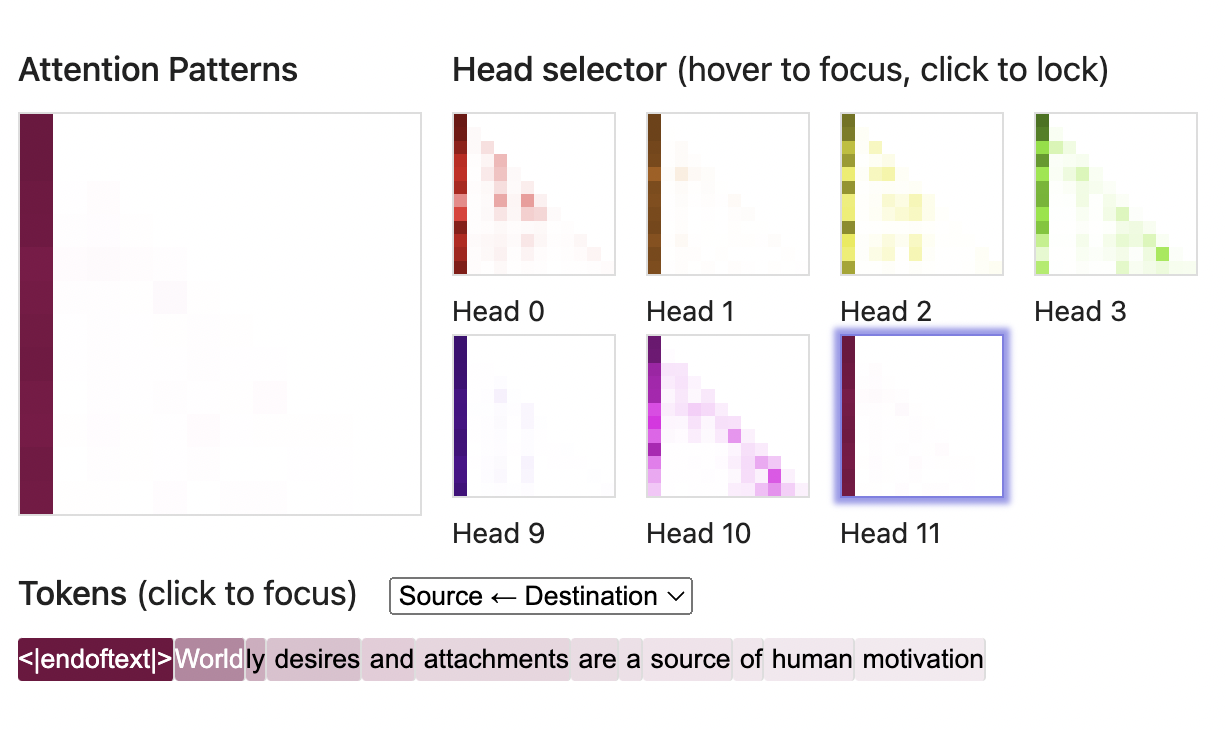 Attention Patterns
Head selector (hover to focus, click to lock)
Head 0 Head 1 Head 2 Head 3
Head 9 Head 10 Head 11
Tokens (click to focus) Source ← Destination
<|endoftext|>Worldly desires and attachments are a source of human motivation